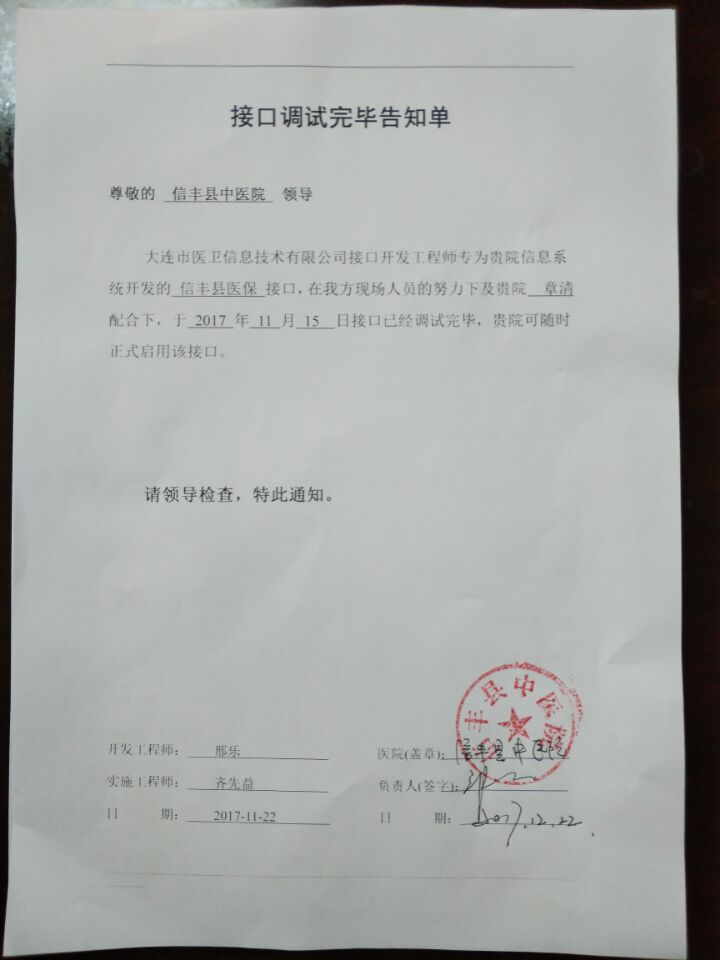 接口调试完毕告知单
尊敬的 信丰县中医院 领导
大连市医卫信息技术有限公司接口开发工程师专为贵院信息系
统开发的 信丰县医保 接口，在我方现场人员的努力下及贵院 章清
配合下，于 2017 年 11 月 15 日接口已经调试完毕，贵院可随时
正式启用该接口。
请领导检查，特此通知。
信丰县中医院
开发工程师： 邢乐 医院(盖章)：信丰县中医院
实施工程师： 齐先益 负责人(签字)：
日 期： 2017-11-22 日 期： 2017.12.22.